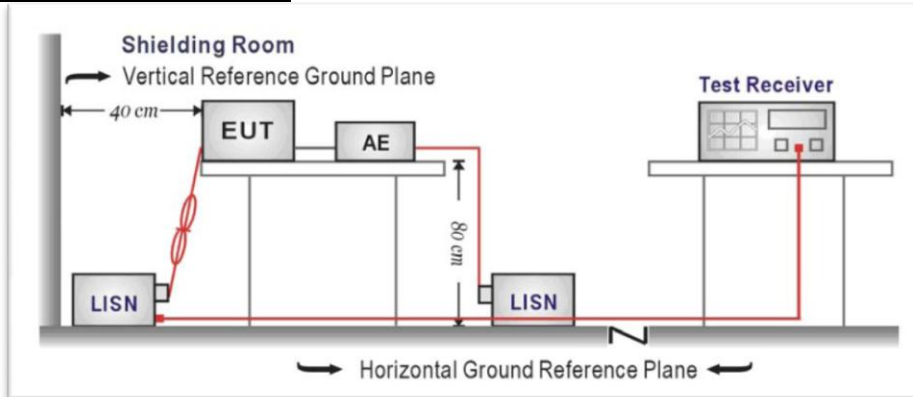 Shielding Room
Vertical Reference Ground Plane
40 cm
EUT
AE
Test Receiver
80 cm
LISN
LISN
Horizontal Ground Reference Plane